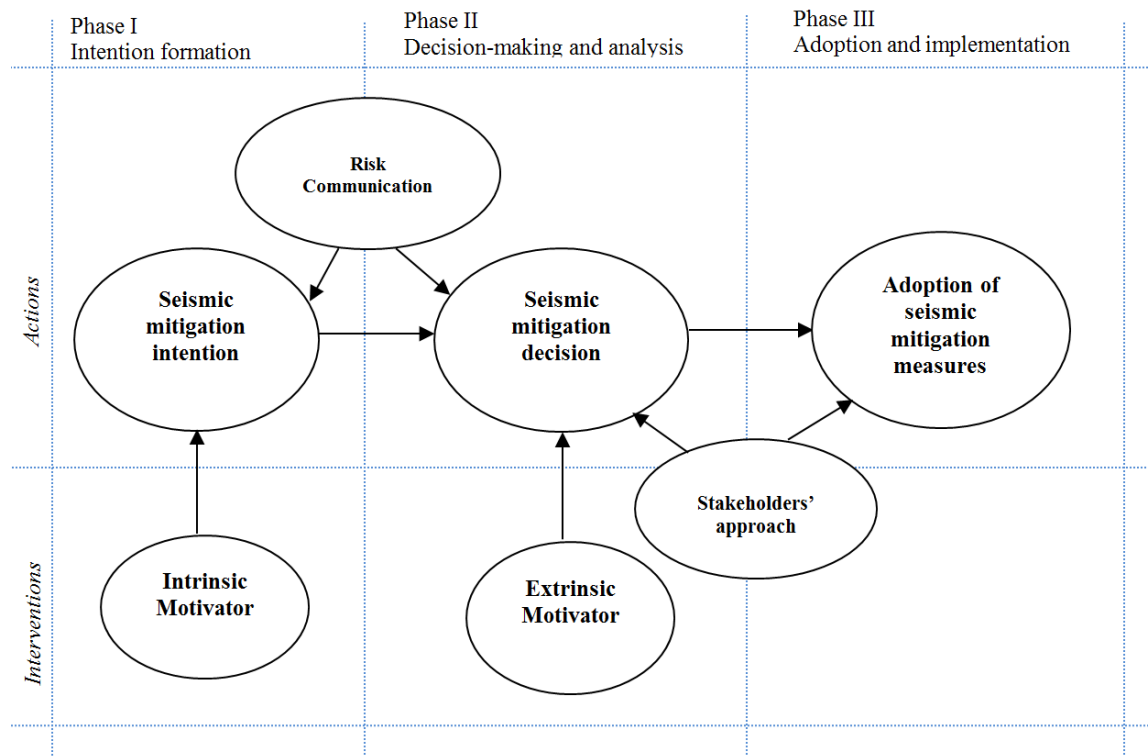 Phase I
Intention formation
Phase II
Decision-making and analysis
Phase III
Adoption and implementation
Actions
Risk
Communication
Seismic
mitigation
intention
Seismic
mitigation
decision
Adoption of
seismic
mitigation
measures
Interventions
Stakeholders’
approach
Intrinsic
Motivator
Extrinsic
Motivator